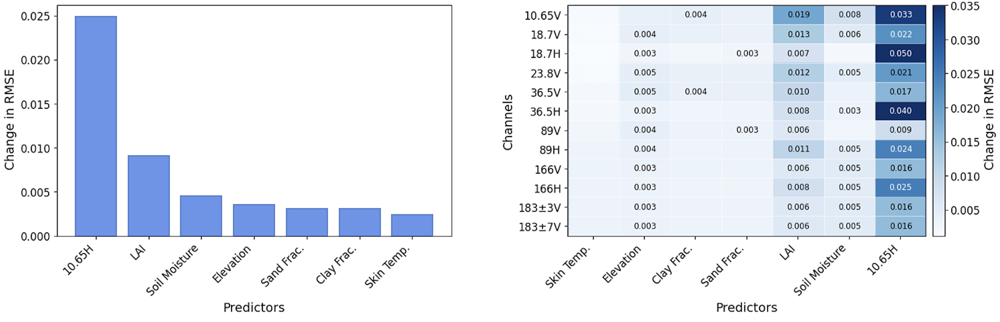 Change in RMSE
0.025
0.020
0.015
0.010
0.005
0.000
10.65H
LAI
Soil Moisture
Elevation
Sand Frac.
Clay Frac.
Skin Temp.
Predictors
Channels
10.65V 0.004 0.019 0.008 0.033
18.7V 0.004 0.013 0.006 0.022
18.7H 0.003 0.003 0.007 0.050
23.8V 0.005 0.012 0.005 0.021
36.5V 0.005 0.004 0.010 0.017
36.5H 0.003 0.008 0.003 0.040
89V 0.004 0.003 0.006 0.009
89H 0.004 0.011 0.005 0.024
166V 0.003 0.006 0.005 0.016
166H 0.003 0.008 0.005 0.025
183±3V 0.003 0.006 0.005 0.016
183±7V 0.003 0.006 0.005 0.016
Skin Temp.
Elevation
Clay Frac.
Sand Frac.
LAI
Soil Moisture
10.65H
Predictors
0.035
0.030
0.025
0.020
0.015
0.010
0.005
Change in RMSE